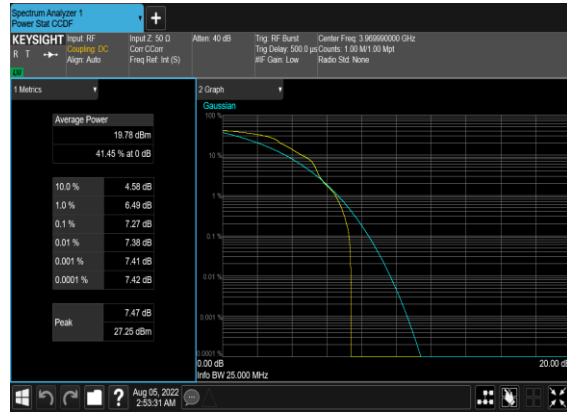 Spectrum Analyzer 1
Power Stat CCDF
+
KEYSIGHT Input: RF Input Z: 50 Ω Atten: 40 dB Trig: RF Burst Center Freq: 3.969990000 GHz
R T Coupling: DC Corr CCorr Trig Delay: 500.0 µs Counts: 1.00 M/1.00 Mpt
Align: Auto Freq Ref: Int (S) #IF Gain: Low Radio Std: None
1 Metrics
2 Graph
Average Power
19.78 dBm
41.45 % at 0 dB
10.0 % 4.58 dB
1.0 % 6.49 dB
0.1 % 7.27 dB
0.01 % 7.38 dB
0.001 % 7.41 dB
0.0001 % 7.42 dB
Peak
7.47 dB
27.25 dBm
Gaussian
100 %
10 %
1 %
0.1 %
0.01 %
0.001 %
0.0001 %
0.00 dB 20.00 dB
Info BW 25.000 MHz
? Aug 05, 2022
2:53:31 AM